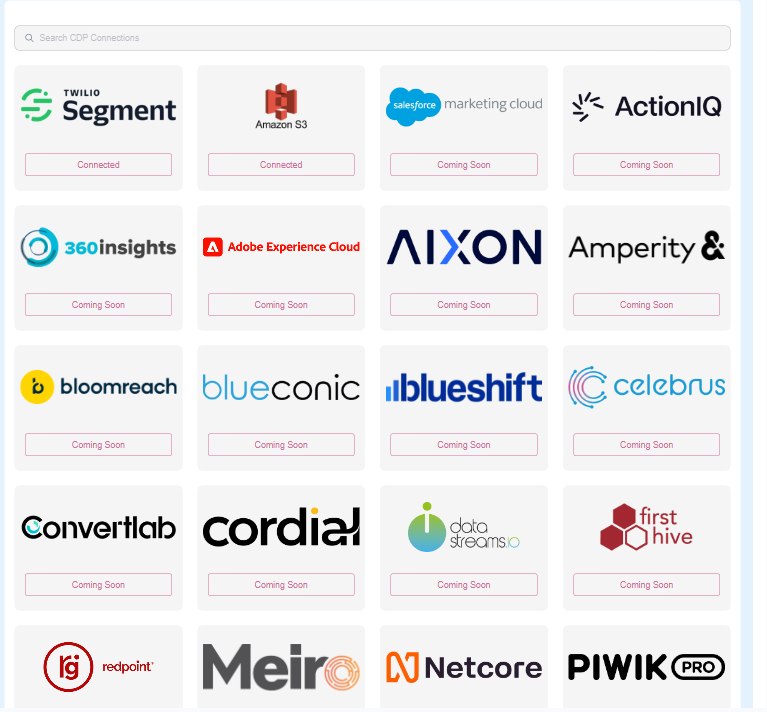 Search CDP Connections
TWILIO
Segment
Connected
Amazon S3
Connected
salesforce marketing cloud
Coming Soon
ActionIQ
Coming Soon
360insights
Coming Soon
Adobe Experience Cloud
Coming Soon
AIXON
Coming Soon
Amperity &
Coming Soon
bloomreach
Coming Soon
blueconic
Coming Soon
blueshift
Coming Soon
celebrus
Coming Soon
Convertlab
Coming Soon
cordial
Coming Soon
data
streams.io
Coming Soon
first
hive
Coming Soon
rg redpoint
Meiro
Netcore
PIWIK PRO